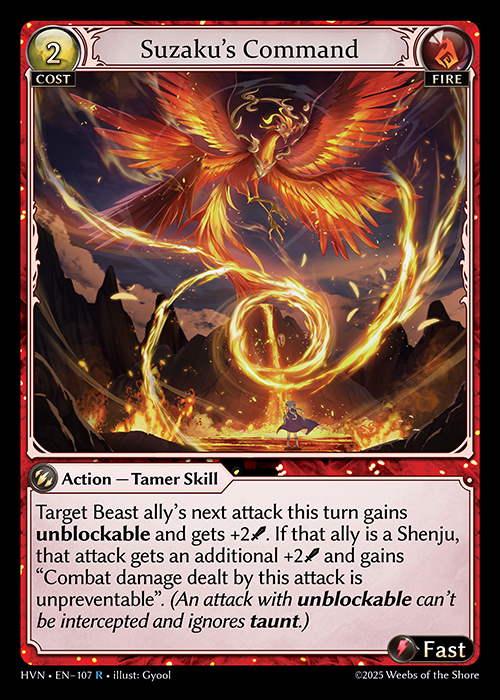 2
Suzaku's Command
COST
FIRE
Action — Tamer Skill
Target Beast ally's next attack this turn gains
unblockable and gets +2. If that ally is a Shenju,
that attack gets an additional +2 and gains
“Combat damage dealt by this attack is
unpreventable”. (An attack with unblockable can't
be intercepted and ignores taunt.)
Fast
HVN • EN-107 R • illust: Gyool
©2025 Weebs of the Shore